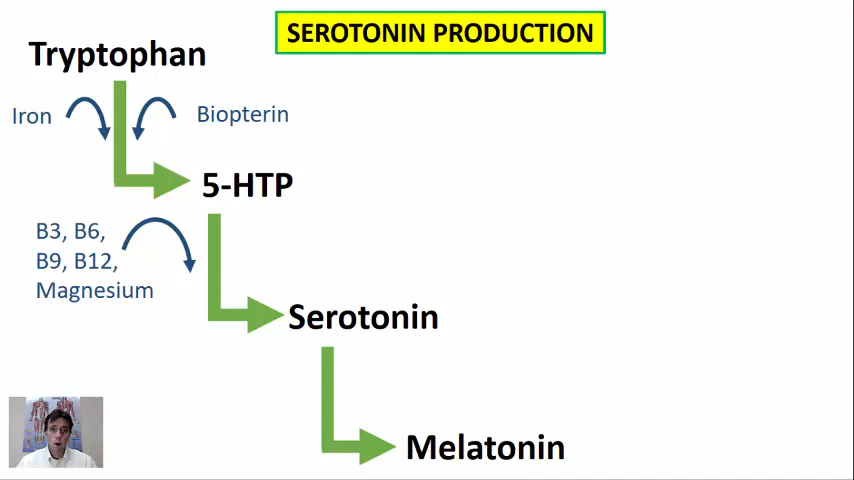 SEROTONIN PRODUCTION
Tryptophan
Iron
Biopterin
5-HTP
B3, B6,
B9, B12,
Magnesium
Serotonin
Melatonin